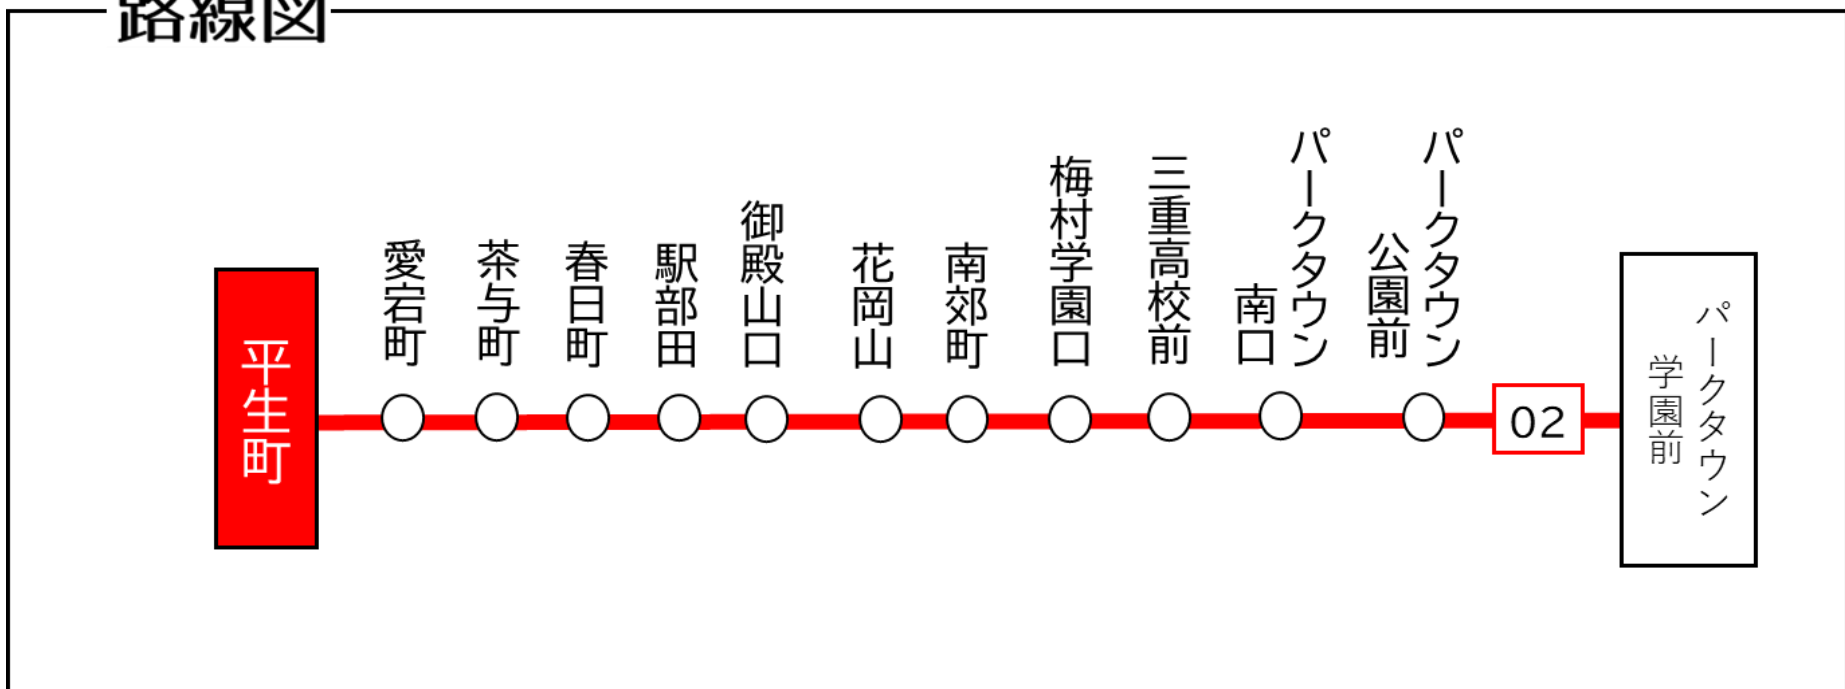 路線図
平生町
愛宕町
茶与町
春日町
駅部田
御殿山口
花岡山
南郊町
梅村学園口
三重高校前
パークタウン
南口
パークタウン
公園前
02
パークタウン
学園前